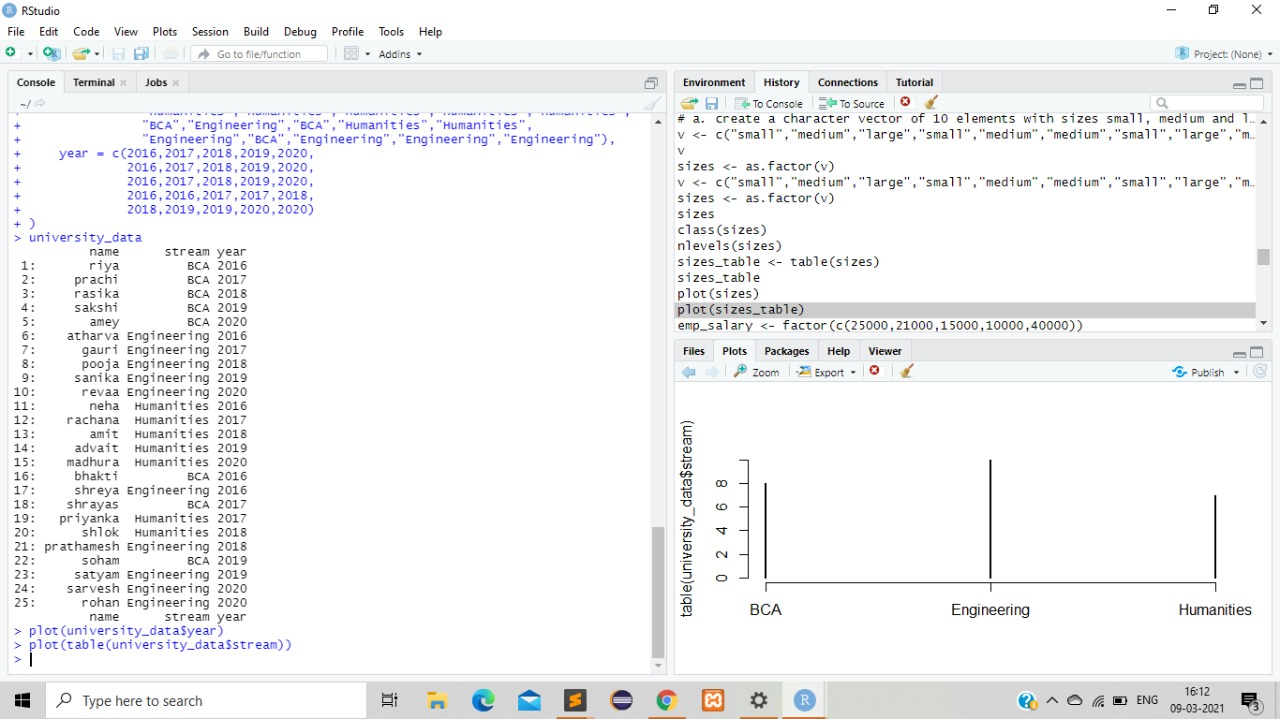 RStudio
File Edit Code View Plots Session Build Debug Profile Tools Help
Go to file/function Addins Project: (None)
Console Terminal Jobs
~/
+ "BCA","Engineering","BCA","Humanities","Humanities",
+ "Engineering","BCA","Engineering","Engineering","Engineering"),
+ year = c(2016,2017,2018,2019,2020,
+ 2016,2017,2018,2019,2020,
+ 2016,2017,2018,2019,2020,
+ 2016,2016,2017,2017,2018,
+ 2018,2019,2019,2020,2020)
+ )
> university_data
name stream year
1: riya BCA 2016
2: prachi BCA 2017
3: rasika BCA 2018
4: sakshi BCA 2019
5: amey BCA 2020
6: atharva Engineering 2016
7: gauri Engineering 2017
8: pooja Engineering 2018
9: sanika Engineering 2019
10: revaa Engineering 2020
11: neha Humanities 2016
12: rachana Humanities 2017
13: amit Humanities 2018
14: advait Humanities 2019
15: madhura Humanities 2020
16: bhakti BCA 2016
17: shreya Engineering 2016
18: shrayas BCA 2017
19: priyanka Humanities 2017
20: shlok Humanities 2018
21: prathamesh Engineering 2018
22: soham BCA 2019
23: satyam Engineering 2019
24: sarvesh Engineering 2020
25: rohan Engineering 2020
name stream year
> plot(university_data$year)
> plot(table(university_data$stream))
>
Environment History Connections Tutorial
To Console To Source
# a. create a character vector of 10 elements with sizes small, medium and l…
v <- c("small","medium","large","small","medium","medium","small","large","m…
v
sizes <- as.factor(v)
v <- c("small","medium","large","small","medium","medium","small","large","m…
sizes <- as.factor(v)
sizes
class(sizes)
nlevels(sizes)
sizes_table <- table(sizes)
sizes_table
plot(sizes)
plot(sizes_table)
emp_salary <- factor(c(25000,21000,15000,10000,40000))
Files Plots Packages Help Viewer
Zoom Export Publish
table(university_data$stream)
8
6
4
2
0
BCA Engineering Humanities
Type here to search
ENG
16:12
09-03-2021
3